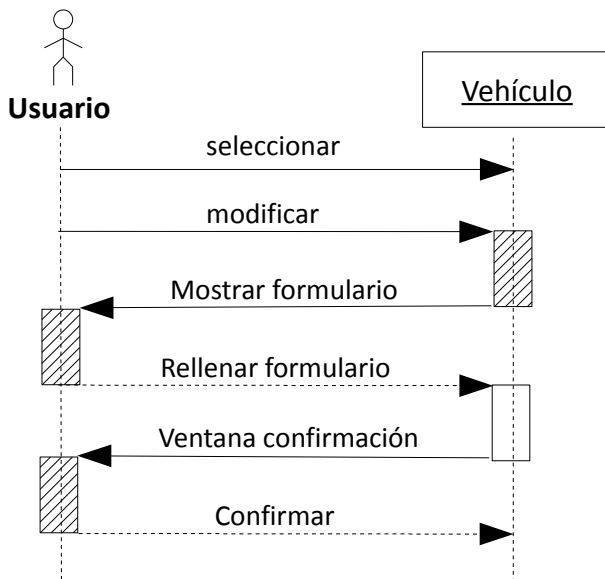 Usuario
Vehículo
seleccionar
modificar
Mostrar formulario
Rellenar formulario
Ventana confirmación
Confirmar